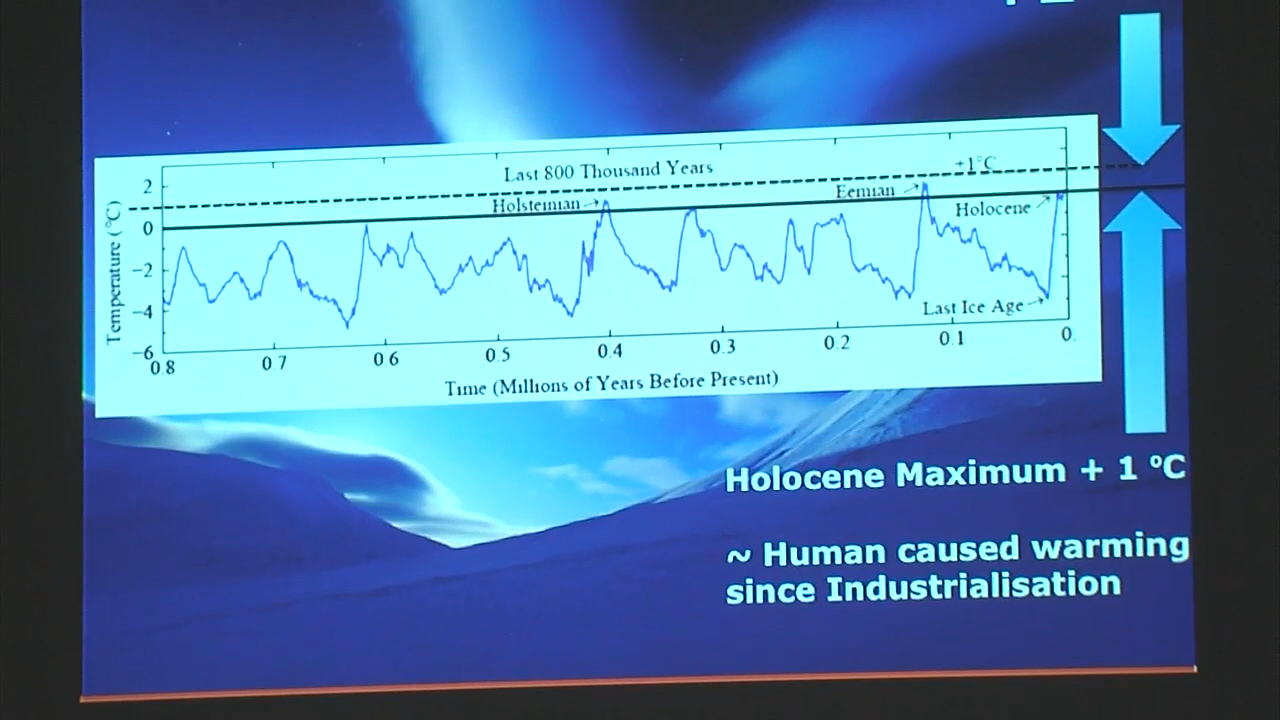 Last 800 Thousand Years
+1°C
Holsteinian
Eemian
Holocene
Last Ice Age
Temperature (°C)
2
0
−2
−4
−6
0.8 0.7 0.6 0.5 0.4 0.3 0.2 0.1 0.
Time (Millions of Years Before Present)
Holocene Maximum + 1 ºC
~ Human caused warming
since Industrialisation